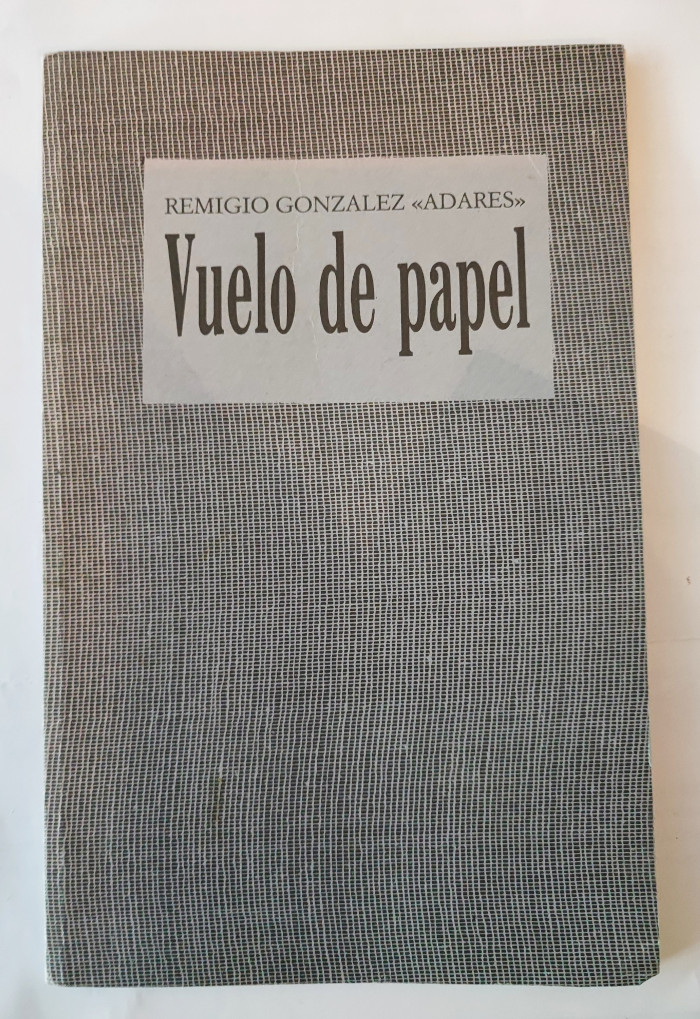 REMIGIO GONZALEZ «ADARES»
Vuelo de papel